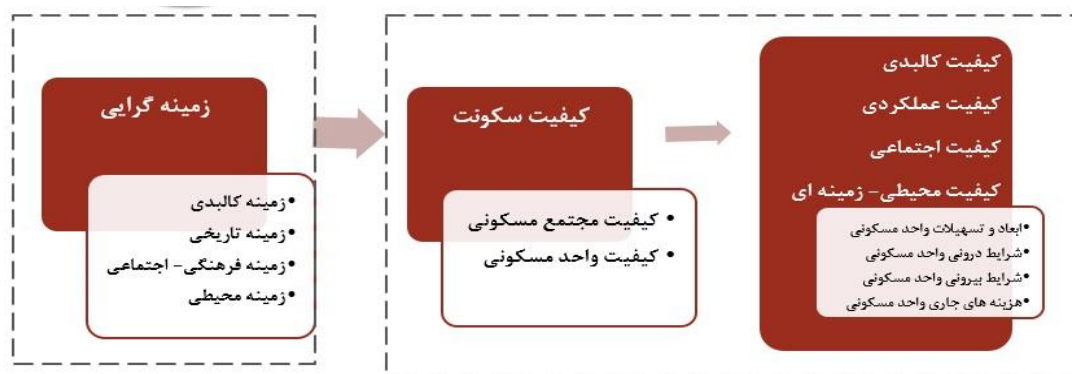 زمینه گرایی
•زمینه کالبدی
•زمینه تاریخی
•زمینه فرهنگی- اجتماعی
•زمینه محیطی
کیفیت سکونت
• کیفیت مجتمع مسکونی
• کیفیت واحد مسکونی
کیفیت کالبدی
کیفیت عملکردی
کیفیت اجتماعی
کیفیت محیطی- زمینه ای
•ابعاد و تسهیلات واحد مسکونی
•شرایط درونی واحد مسکونی
•شرایط بیرونی واحد مسکونی
•هزینه های جاری واحد مسکونی